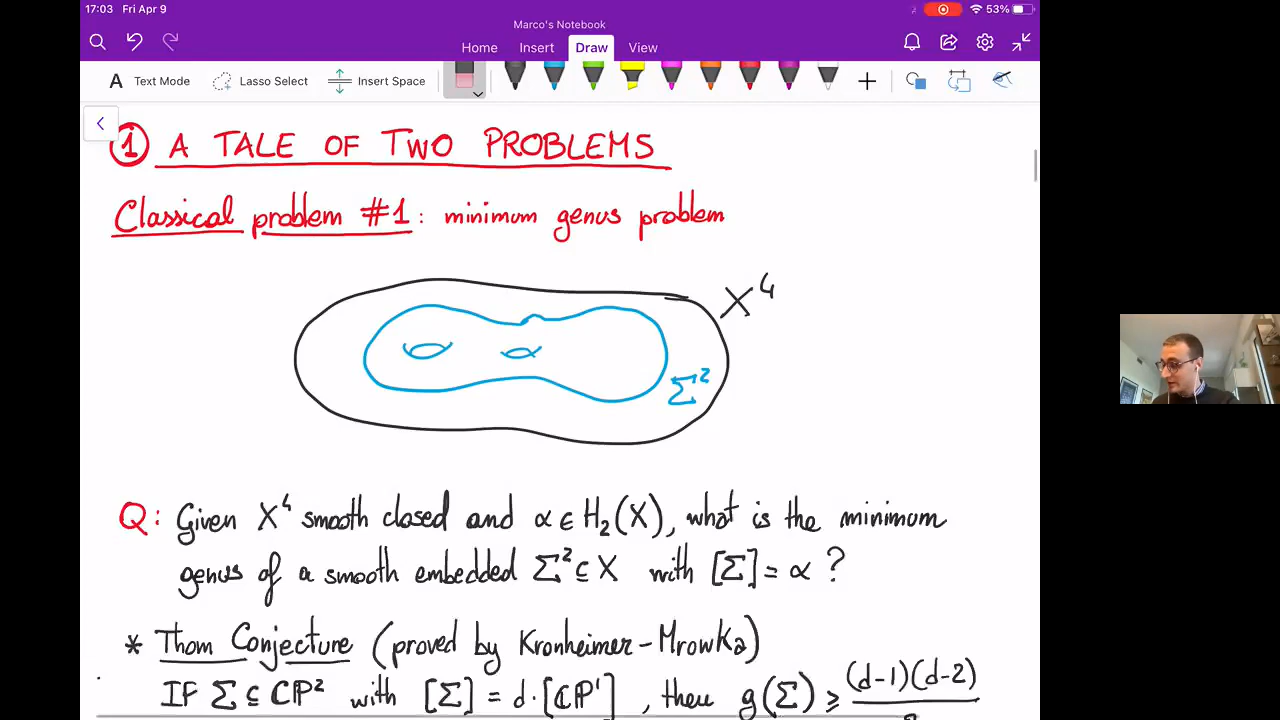 17:03 Fri Apr 9
53%
Marco's Notebook
Home Insert Draw View
A Text Mode Lasso Select Insert Space
① A TALE OF TWO PROBLEMS
Classical problem #1: minimum genus problem
X⁴
Σ²
Q: Given X⁴ smooth closed and α ∈ H₂(X), what is the minimum
genus of a smooth embedded Σ² ⊆ X with [Σ] = α ?
* Thom Conjecture (proved by Kronheimer-Mrowka)
IF Σ ⊆ ℂP² with [Σ] = d·[ℂP¹], then g(Σ) ≥ (d-1)(d-2)